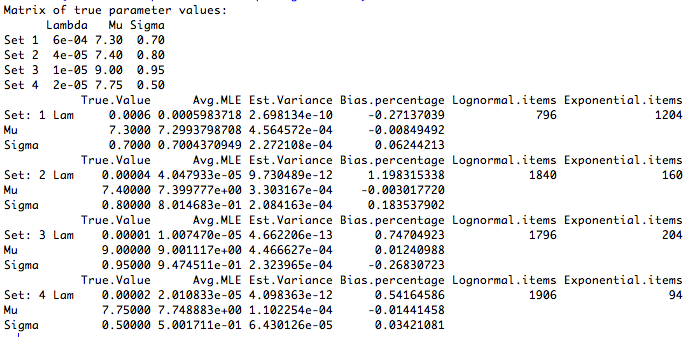 Matrix of true parameter values:
Lambda Mu Sigma
Set 1 6e-04 7.30 0.70
Set 2 4e-05 7.40 0.80
Set 3 1e-05 9.00 0.95
Set 4 2e-05 7.75 0.50
True.Value Avg.MLE Est.Variance Bias.percentage Lognormal.items Exponential.items
Set: 1 Lam 0.0006 0.0005983718 2.698134e-10 -0.27137039 796 1204
Mu 7.3000 7.2993798708 4.564572e-04 -0.00849492
Sigma 0.7000 0.7004370949 2.272108e-04 0.06244213
True.Value Avg.MLE Est.Variance Bias.percentage Lognormal.items Exponential.items
Set: 2 Lam 0.00004 4.047933e-05 9.730489e-12 1.198315338 1840 160
Mu 7.40000 7.399777e+00 3.303167e-04 -0.003017720
Sigma 0.80000 8.014683e-01 2.084163e-04 0.183537902
True.Value Avg.MLE Est.Variance Bias.percentage Lognormal.items Exponential.items
Set: 3 Lam 0.00001 1.007470e-05 4.662206e-13 0.74704923 1796 204
Mu 9.00000 9.001117e+00 4.466627e-04 0.01240988
Sigma 0.95000 9.474511e-01 2.323965e-04 -0.26830723
True.Value Avg.MLE Est.Variance Bias.percentage Lognormal.items Exponential.items
Set: 4 Lam 0.00002 2.010833e-05 4.098363e-12 0.54164586 1906 94
Mu 7.75000 7.748883e+00 1.102254e-04 -0.01441458
Sigma 0.50000 5.001711e-01 6.430126e-05 0.03421081